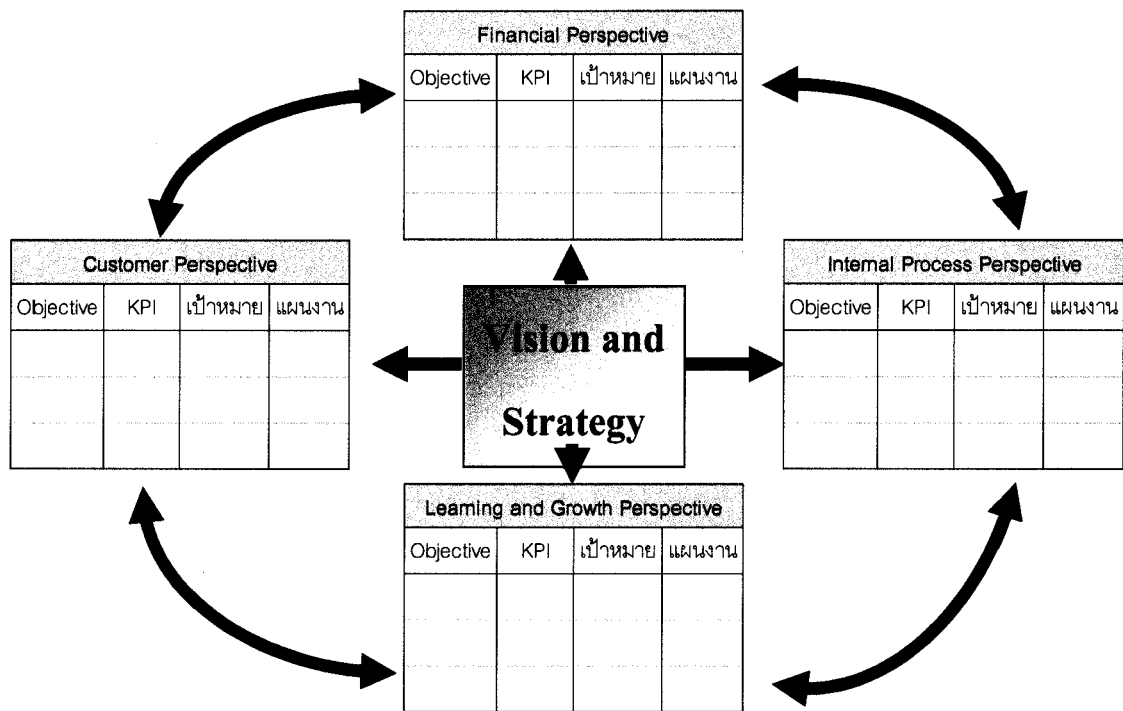 Financial Perspective
Objective KPI เป้าหมาย แผนงาน
Customer Perspective
Objective KPI เป้าหมาย แผนงาน
Vision and
Strategy
Internal Process Perspective
Objective KPI เป้าหมาย แผนงาน
Learning and Growth Perspective
Objective KPI เป้าหมาย แผนงาน